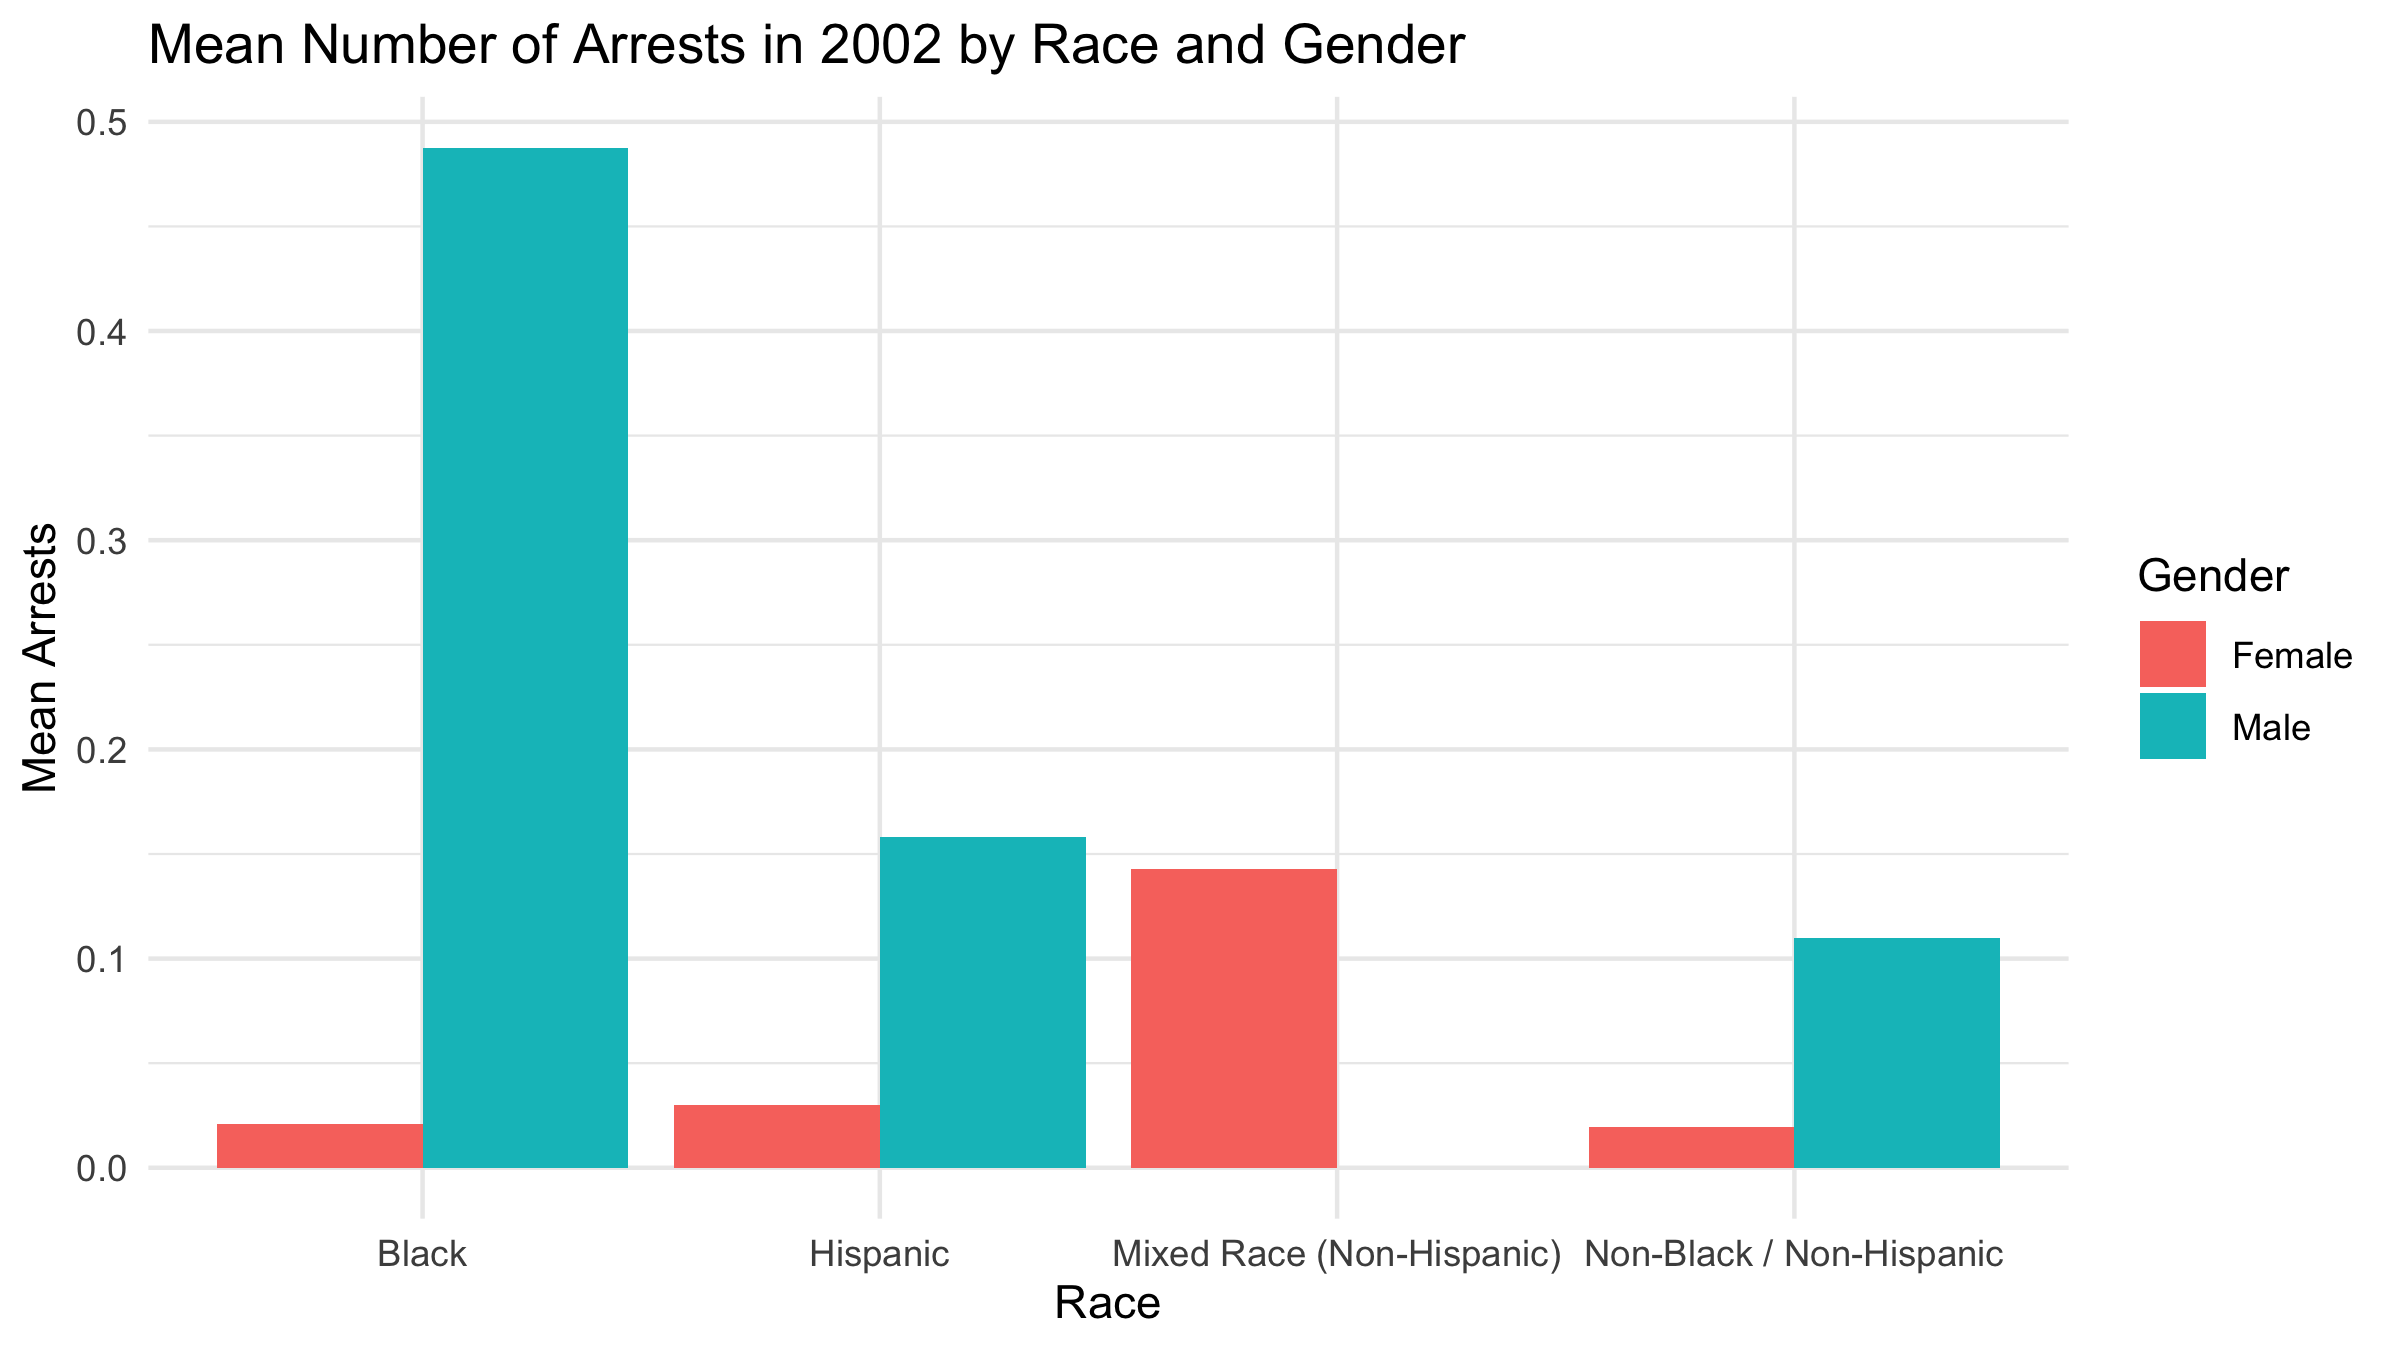 Mean Number of Arrests in 2002 by Race and Gender
Mean Arrests
0.5
0.4
0.3
0.2
0.1
0.0
Black
Hispanic
Mixed Race (Non-Hispanic)
Non-Black / Non-Hispanic
Race
Gender
Female
Male